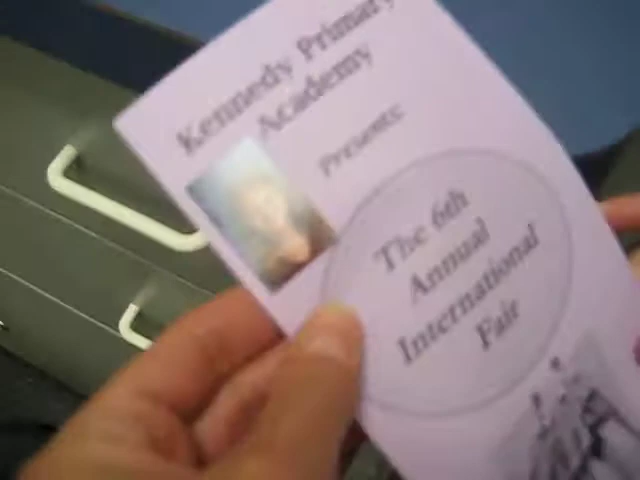 Kennedy Primary
Academy
Presents:
The 6th
Annual
International
Fair